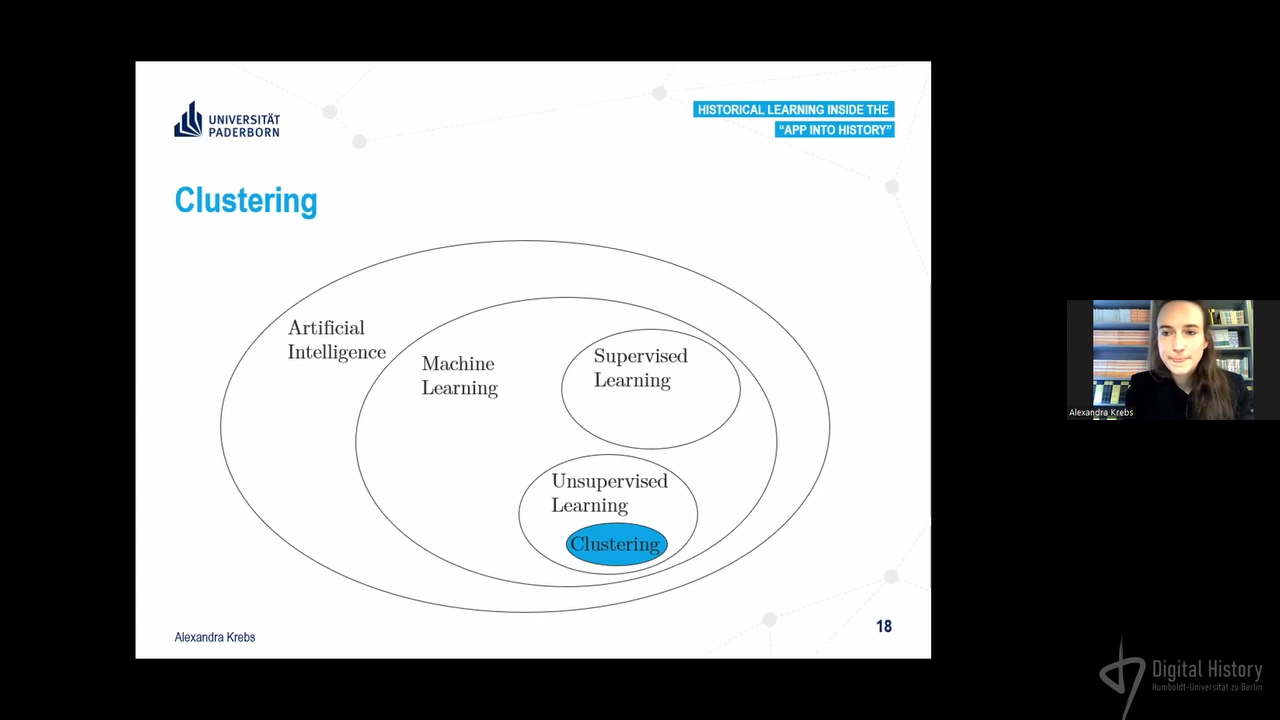 UNIVERSITÄT
PADERBORN
HISTORICAL LEARNING INSIDE THE
“APP INTO HISTORY”
Clustering
Artificial
Intelligence
Machine
Learning
Supervised
Learning
Unsupervised
Learning
Clustering
Alexandra Krebs
18
Alexandra Krebs
Digital History
Humboldt-Universität zu Berlin